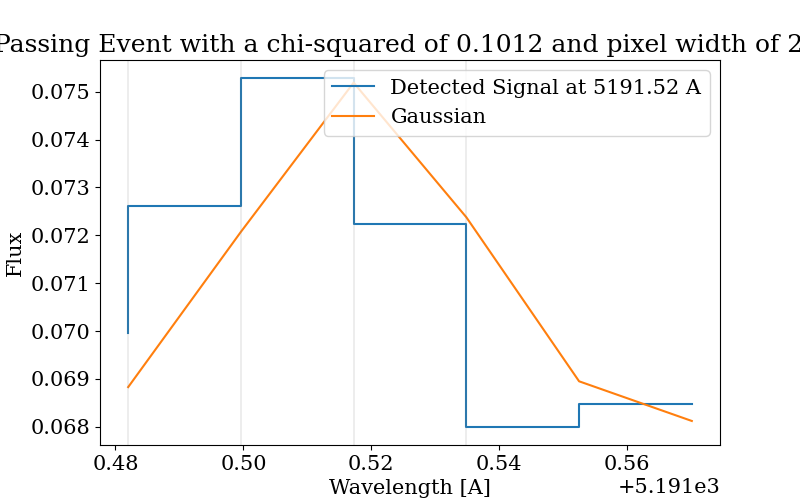 Passing Event with a chi-squared of 0.1012 and pixel width of 2
Detected Signal at 5191.52 A
Gaussian
0.075
0.074
0.073
0.072
0.071
0.070
0.069
0.068
Flux
0.48 0.50 0.52 0.54 0.56
Wavelength [A]
+5.191e3